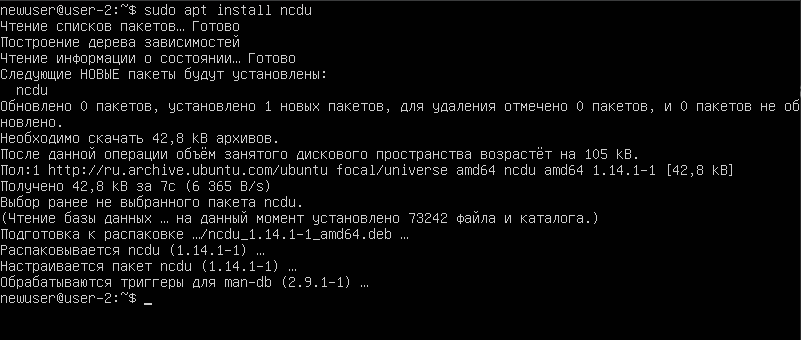 newuser@user-2:~$ sudo apt install ncdu
Чтение списков пакетов… Готово
Построение дерева зависимостей
Чтение информации о состоянии… Готово
Следующие НОВЫЕ пакеты будут установлены:
  ncdu
Обновлено 0 пакетов, установлено 1 новых пакетов, для удаления отмечено 0 пакетов, и 0 пакетов не об
новлено.
Необходимо скачать 42,8 kB архивов.
После данной операции объём занятого дискового пространства возрастёт на 105 kB.
Пол:1 http://ru.archive.ubuntu.com/ubuntu focal/universe amd64 ncdu amd64 1.14.1-1 [42,8 kB]
Получено 42,8 kB за 7с (6 365 B/s)
Выбор ранее не выбранного пакета ncdu.
(Чтение базы данных … на данный момент установлено 73242 файла и каталога.)
Подготовка к распаковке …/ncdu_1.14.1-1_amd64.deb …
Распаковывается ncdu (1.14.1-1) …
Настраивается пакет ncdu (1.14.1-1) …
Обрабатываются триггеры для man-db (2.9.1-1) …
newuser@user-2:~$ _